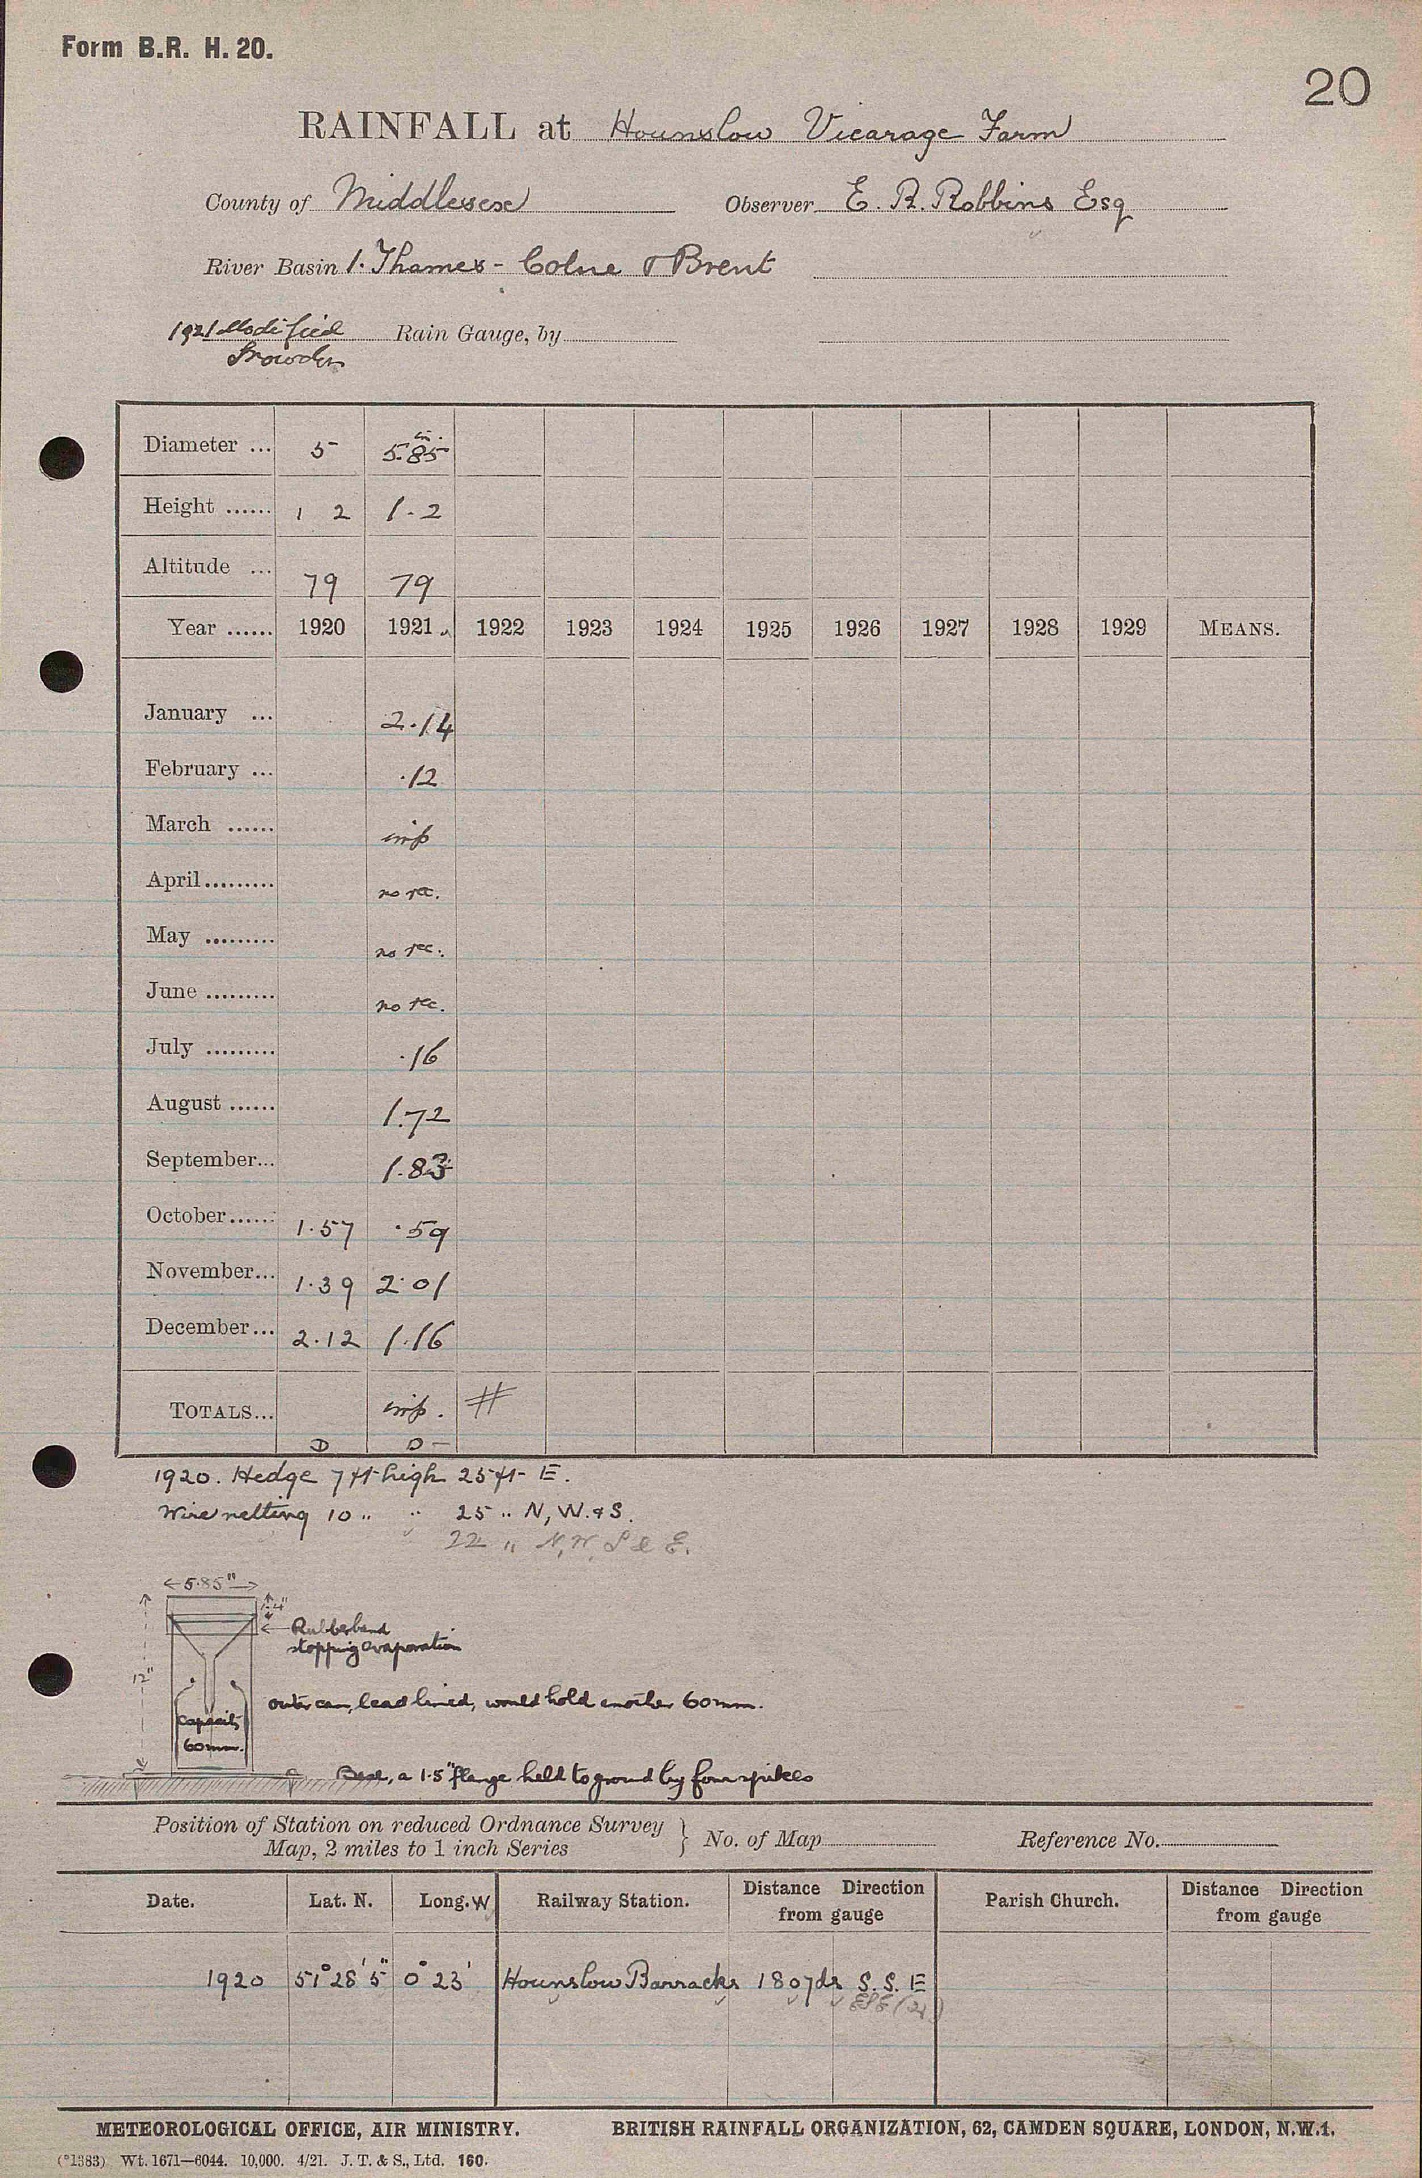 Form B.R. H. 20.
20
RAINFALL at Hounslow Vicarage Farm
County of Middlesex Observer E. R. Robbins Esq
River Basin 1. Thames - Colne & Brent
1921 Modified Snowdon Rain Gauge, by
Diameter ... 5 5.85 in.
Height ...... 1 2 1-2
Altitude ... 79 79
Year ...... 1920 1921 1922 1923 1924 1925 1926 1927 1928 1929 MEANS.
January ... 2.14
February ... .12
March ...... imp
April......... no rec.
May ......... no rec.
June ......... no rec.
July ......... .16
August ...... 1.72
September... 1.83
October...... 1.57 .59
November... 1.39 2.01
December... 2.12 1.16
TOTALS... imp. #
D D-
1920. Hedge 7 ft high 25 ft E.
Wire netting 10 " " 25 " N, W. & S.
22 " N, W, S & E.
5.85"
4"
Rubber band
stopping evaporation
12"
outer can, lead lined, would hold another 60mm.
Capacity
60mm.
Base, a 1.5" flange held to ground by four spikes
Position of Station on reduced Ordnance Survey
Map, 2 miles to 1 inch Series } No. of Map Reference No.
Date. Lat. N. Long. W Railway Station. Distance Direction from gauge Parish Church. Distance Direction from gauge
1920 51° 28' 5" 0° 23' Hounslow Barracks 180 yds S. S. E
ESE (21)
METEOROLOGICAL OFFICE, AIR MINISTRY. BRITISH RAINFALL ORGANIZATION, 62, CAMDEN SQUARE, LONDON, N.W.1.
(*1383) Wt. 1671—6044. 10,000. 4/21. J. T. & S., Ltd. 160.